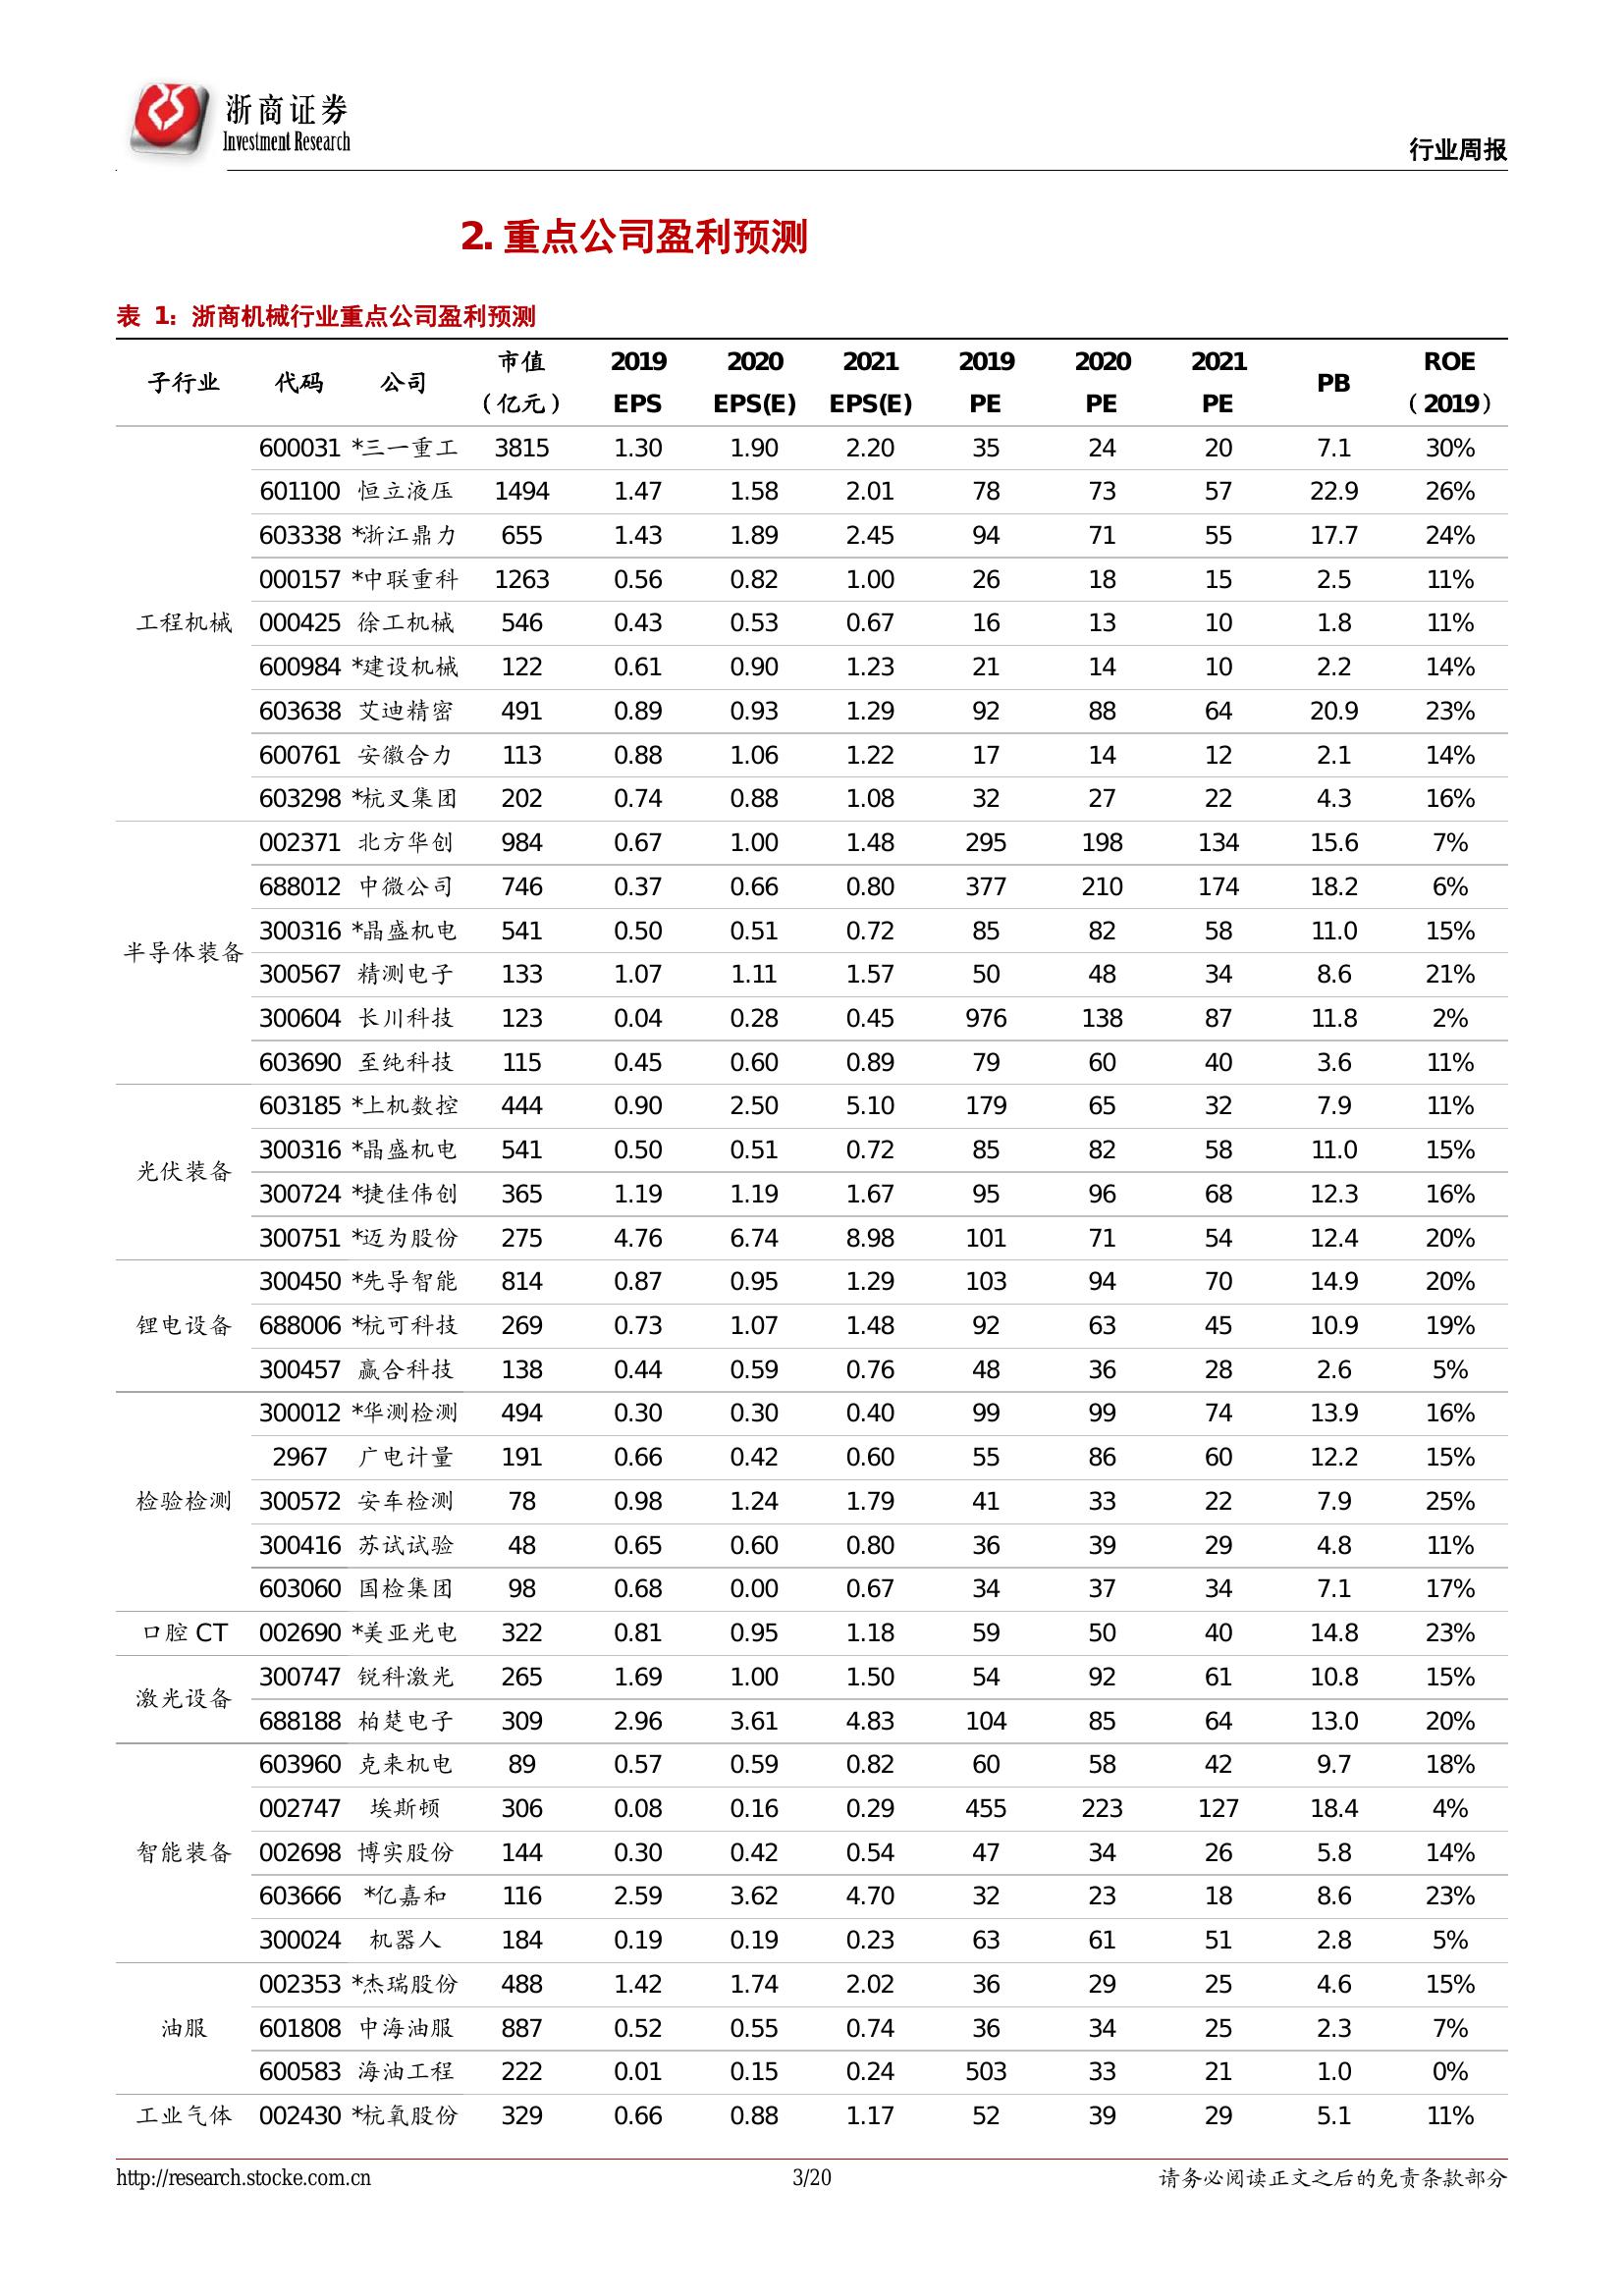 浙商证券
Investment Research
行业周报
2. 重点公司盈利预测
表 1: 浙商机械行业重点公司盈利预测
子行业 代码 公司 市值（亿元） 2019 EPS 2020 EPS(E) 2021 EPS(E) 2019 PE 2020 PE 2021 PE PB ROE（2019）
工程机械 600031 *三一重工 3815 1.30 1.90 2.20 35 24 20 7.1 30%
601100 恒立液压 1494 1.47 1.58 2.01 78 73 57 22.9 26%
603338 *浙江鼎力 655 1.43 1.89 2.45 94 71 55 17.7 24%
000157 *中联重科 1263 0.56 0.82 1.00 26 18 15 2.5 11%
000425 徐工机械 546 0.43 0.53 0.67 16 13 10 1.8 11%
600984 *建设机械 122 0.61 0.90 1.23 21 14 10 2.2 14%
603638 艾迪精密 491 0.89 0.93 1.29 92 88 64 20.9 23%
600761 安徽合力 113 0.88 1.06 1.22 17 14 12 2.1 14%
603298 *杭叉集团 202 0.74 0.88 1.08 32 27 22 4.3 16%
半导体装备 002371 北方华创 984 0.67 1.00 1.48 295 198 134 15.6 7%
688012 中微公司 746 0.37 0.66 0.80 377 210 174 18.2 6%
300316 *晶盛机电 541 0.50 0.51 0.72 85 82 58 11.0 15%
300567 精测电子 133 1.07 1.11 1.57 50 48 34 8.6 21%
300604 长川科技 123 0.04 0.28 0.45 976 138 87 11.8 2%
603690 至纯科技 115 0.45 0.60 0.89 79 60 40 3.6 11%
光伏装备 603185 *上机数控 444 0.90 2.50 5.10 179 65 32 7.9 11%
300316 *晶盛机电 541 0.50 0.51 0.72 85 82 58 11.0 15%
300724 *捷佳伟创 365 1.19 1.19 1.67 95 96 68 12.3 16%
300751 *迈为股份 275 4.76 6.74 8.98 101 71 54 12.4 20%
锂电设备 300450 *先导智能 814 0.87 0.95 1.29 103 94 70 14.9 20%
688006 *杭可科技 269 0.73 1.07 1.48 92 63 45 10.9 19%
300457 赢合科技 138 0.44 0.59 0.76 48 36 28 2.6 5%
检验检测 300012 *华测检测 494 0.30 0.30 0.40 99 99 74 13.9 16%
2967 广电计量 191 0.66 0.42 0.60 55 86 60 12.2 15%
300572 安车检测 78 0.98 1.24 1.79 41 33 22 7.9 25%
300416 苏试试验 48 0.65 0.60 0.80 36 39 29 4.8 11%
603060 国检集团 98 0.68 0.00 0.67 34 37 34 7.1 17%
口腔 CT 002690 *美亚光电 322 0.81 0.95 1.18 59 50 40 14.8 23%
激光设备 300747 锐科激光 265 1.69 1.00 1.50 54 92 61 10.8 15%
688188 柏楚电子 309 2.96 3.61 4.83 104 85 64 13.0 20%
智能装备 603960 克来机电 89 0.57 0.59 0.82 60 58 42 9.7 18%
002747 埃斯顿 306 0.08 0.16 0.29 455 223 127 18.4 4%
002698 博实股份 144 0.30 0.42 0.54 47 34 26 5.8 14%
603666 *亿嘉和 116 2.59 3.62 4.70 32 23 18 8.6 23%
300024 机器人 184 0.19 0.19 0.23 63 61 51 2.8 5%
油服 002353 *杰瑞股份 488 1.42 1.74 2.02 36 29 25 4.6 15%
601808 中海油服 887 0.52 0.55 0.74 36 34 25 2.3 7%
600583 海油工程 222 0.01 0.15 0.24 503 33 21 1.0 0%
工业气体 002430 *杭氧股份 329 0.66 0.88 1.17 52 39 29 5.1 11%
http://research.stocke.com.cn 3/20 请务必阅读正文之后的免责条款部分